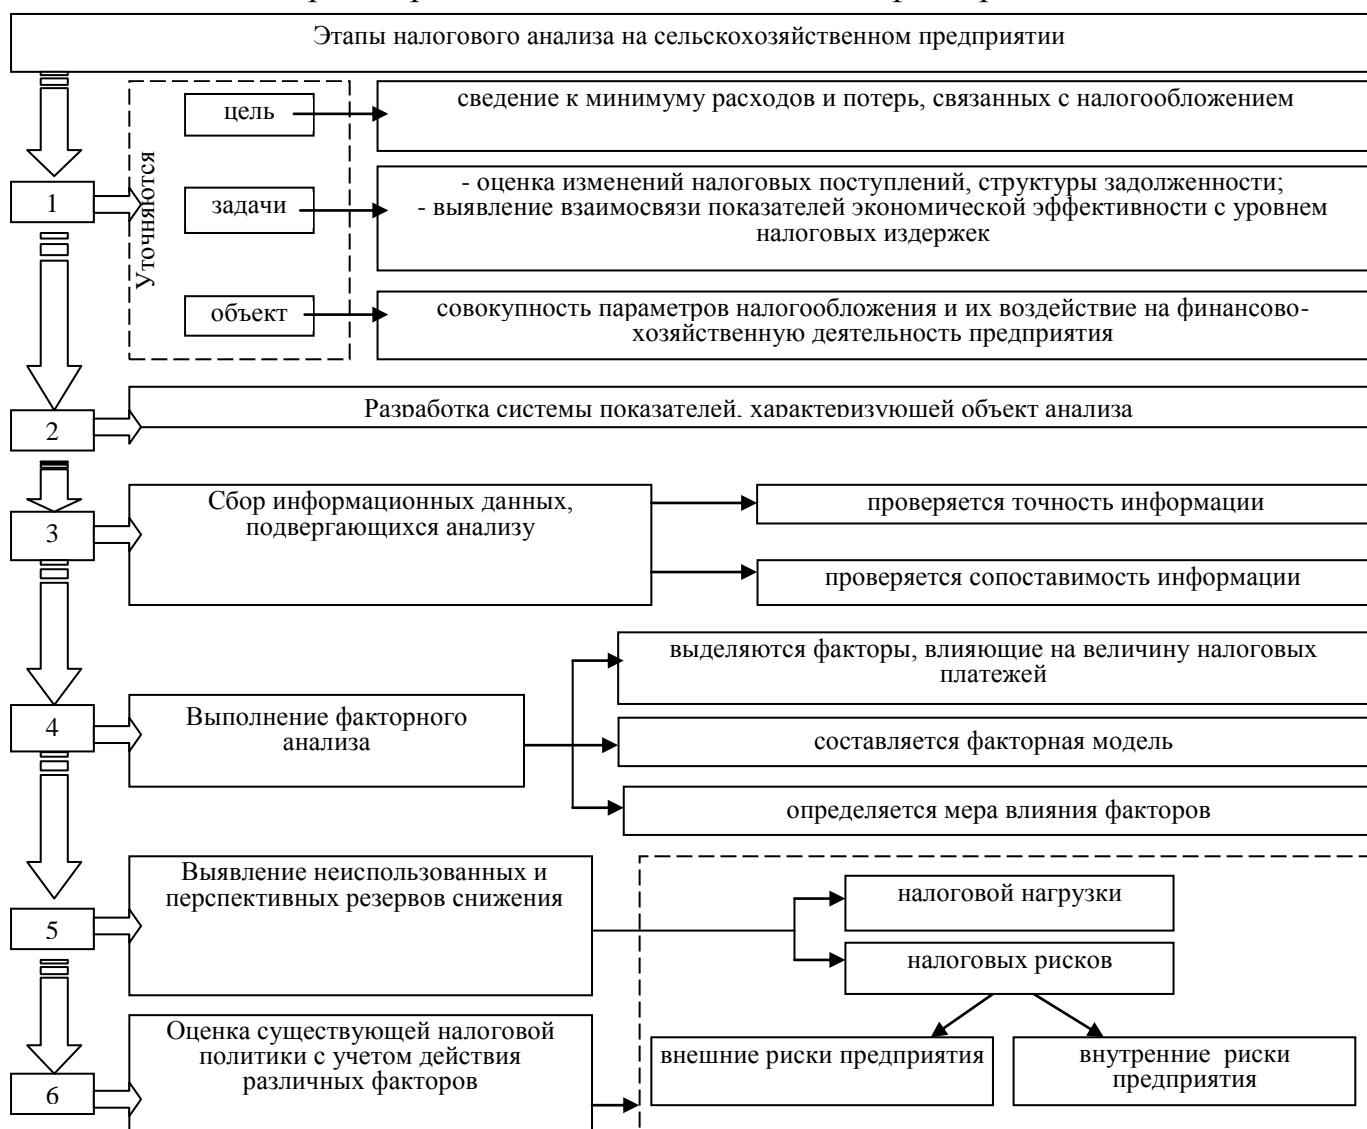 Этапы налогового анализа на сельскохозяйственном предприятии
Уточняются
цель
сведение к минимуму расходов и потерь, связанных с налогообложением
1
задачи
- оценка изменений налоговых поступлений, структуры задолженности;
- выявление взаимосвязи показателей экономической эффективности с уровнем
налоговых издержек
объект
совокупность параметров налогообложения и их воздействие на финансово-
хозяйственную деятельность предприятия
2
Разработка системы показателей, характеризующей объект анализа
3
Сбор информационных данных,
подвергающихся анализу
проверяется точность информации
проверяется сопоставимость информации
4
Выполнение факторного
анализа
выделяются факторы, влияющие на величину налоговых
платежей
составляется факторная модель
определяется мера влияния факторов
5
Выявление неиспользованных и
перспективных резервов снижения
налоговой нагрузки
налоговых рисков
внешние риски предприятия
внутренние риски
предприятия
6
Оценка существующей налоговой
политики с учетом действия
различных факторов